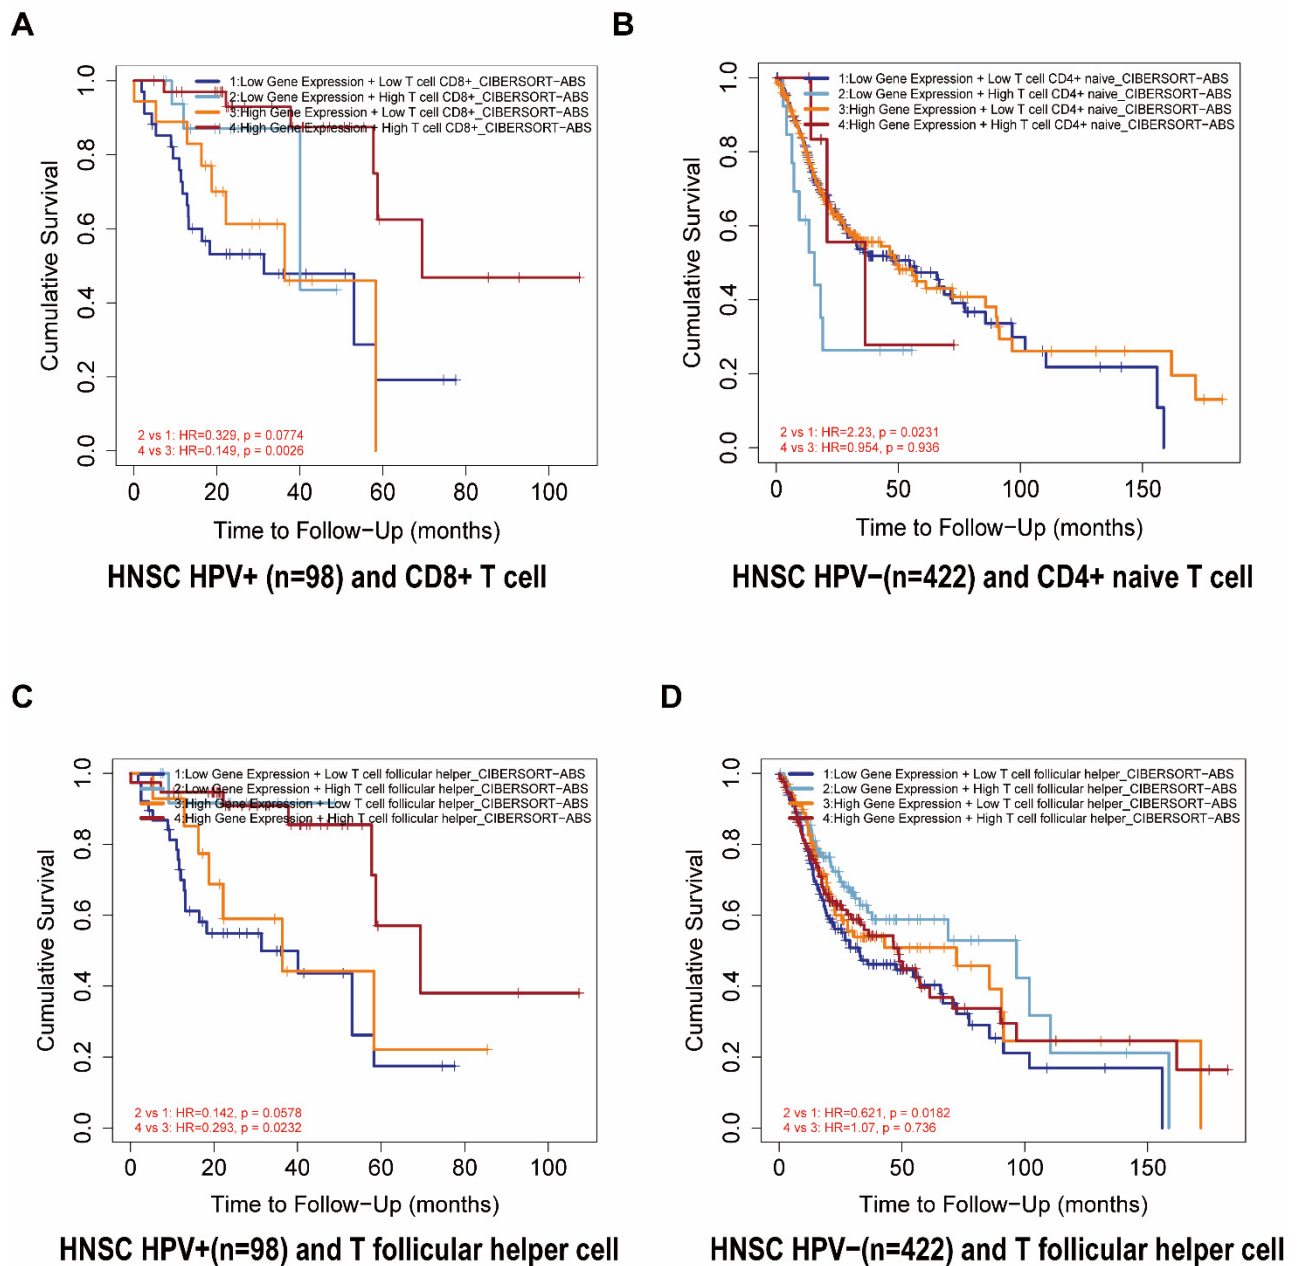 A
1:Low Gene Expression + Low T cell CD8+_CIBERSORT−ABS
2:Low Gene Expression + High T cell CD8+_CIBERSORT−ABS
3:High Gene Expression + Low T cell CD8+_CIBERSORT−ABS
4:High Gene Expression + High T cell CD8+_CIBERSORT−ABS
Cumulative Survival
1.0
0.8
0.6
0.4
0.2
0.0
2 vs 1: HR=0.329, p = 0.0774
4 vs 3: HR=0.149, p = 0.0026
0 20 40 60 80 100
Time to Follow−Up (months)
HNSC HPV+ (n=98) and CD8+ T cell
B
1:Low Gene Expression + Low T cell CD4+ naive_CIBERSORT−ABS
2:Low Gene Expression + High T cell CD4+ naive_CIBERSORT−ABS
3:High Gene Expression + Low T cell CD4+ naive_CIBERSORT−ABS
4:High Gene Expression + High T cell CD4+ naive_CIBERSORT−ABS
Cumulative Survival
1.0
0.8
0.6
0.4
0.2
0.0
2 vs 1: HR=2.23, p = 0.0231
4 vs 3: HR=0.954, p = 0.936
0 50 100 150
Time to Follow−Up (months)
HNSC HPV−(n=422) and CD4+ naive T cell
C
1:Low Gene Expression + Low T cell follicular helper_CIBERSORT−ABS
2:Low Gene Expression + High T cell follicular helper_CIBERSORT−ABS
3:High Gene Expression + Low T cell follicular helper_CIBERSORT−ABS
4:High Gene Expression + High T cell follicular helper_CIBERSORT−ABS
Cumulative Survival
1.0
0.8
0.6
0.4
0.2
0.0
2 vs 1: HR=0.142, p = 0.0578
4 vs 3: HR=0.293, p = 0.0232
0 20 40 60 80 100
Time to Follow−Up (months)
HNSC HPV+(n=98) and T follicular helper cell
D
1:Low Gene Expression + Low T cell follicular helper_CIBERSORT−ABS
2:Low Gene Expression + High T cell follicular helper_CIBERSORT−ABS
3:High Gene Expression + Low T cell follicular helper_CIBERSORT−ABS
4:High Gene Expression + High T cell follicular helper_CIBERSORT−ABS
Cumulative Survival
1.0
0.8
0.6
0.4
0.2
0.0
2 vs 1: HR=0.621, p = 0.0182
4 vs 3: HR=1.07, p = 0.736
0 50 100 150
Time to Follow−Up (months)
HNSC HPV−(n=422) and T follicular helper cell